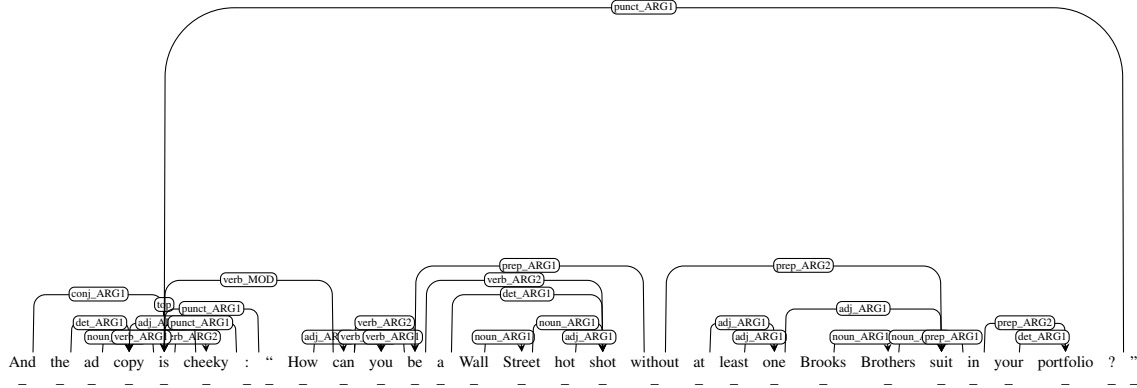 punct_ARG1
prep_ARG1 prep_ARG2
verb_MOD verb_ARG2
conj_ARG1 det_ARG1
top punct_ARG1 adj_ARG1
det_ARG1 punct_ARG1 verb_ARG2 noun_ARG1 adj_ARG1 prep_ARG2
verb_ARG1 verb_ARG1 noun_ARG1 adj_ARG1 adj_ARG1 noun_ARG1 prep_ARG1 det_ARG1
And the ad copy is cheeky : “ How can you be a Wall Street hot shot without at least one Brooks Brothers suit in your portfolio ? ”